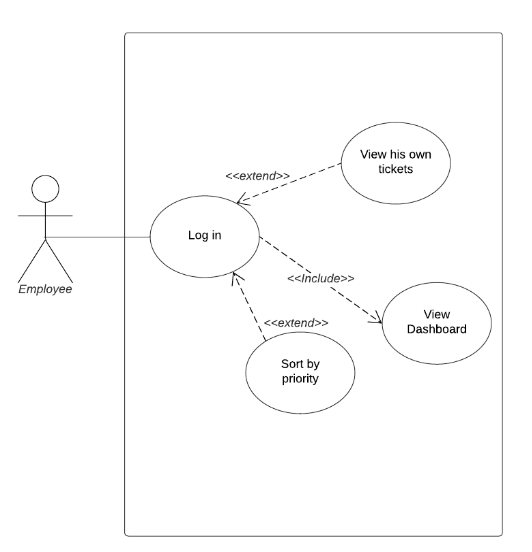 View his own
tickets
<<extend>>
Log in
<<Include>>
Employee
View
Dashboard
<<extend>>
Sort by
priority